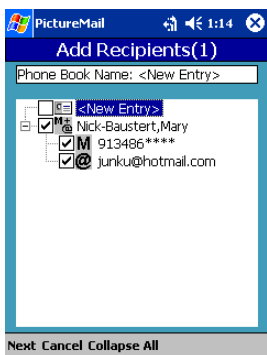 PictureMail 1:14
Add Recipients(1)
Phone Book Name: <New Entry>
<New Entry>
M+@ Nick-Baustert,Mary
M 913486****
@ junku@hotmail.com
Next Cancel Collapse All